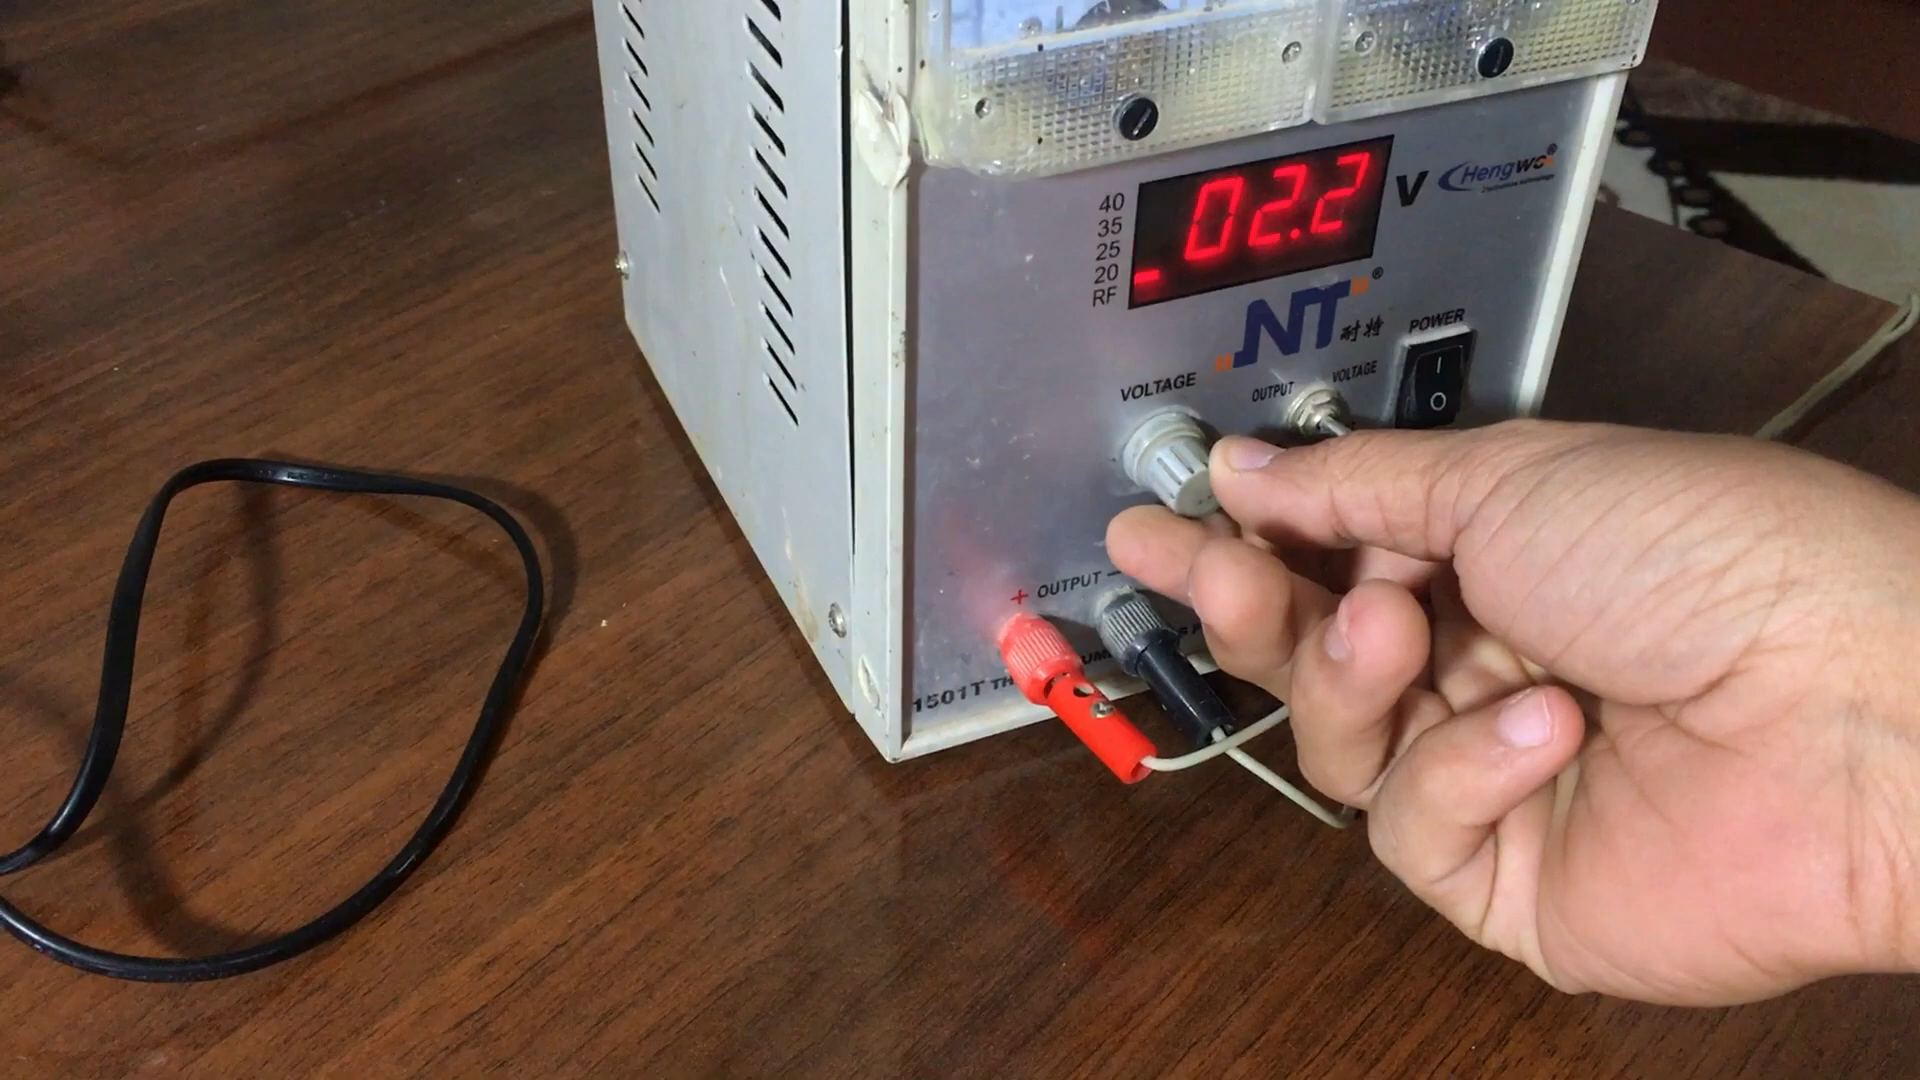 02.2 V
Hengwei®
40
35
25
20
RF
NT®
耐特
POWER
I
O
VOLTAGE
OUTPUT
VOLTAGE
+ OUTPUT −
1501T